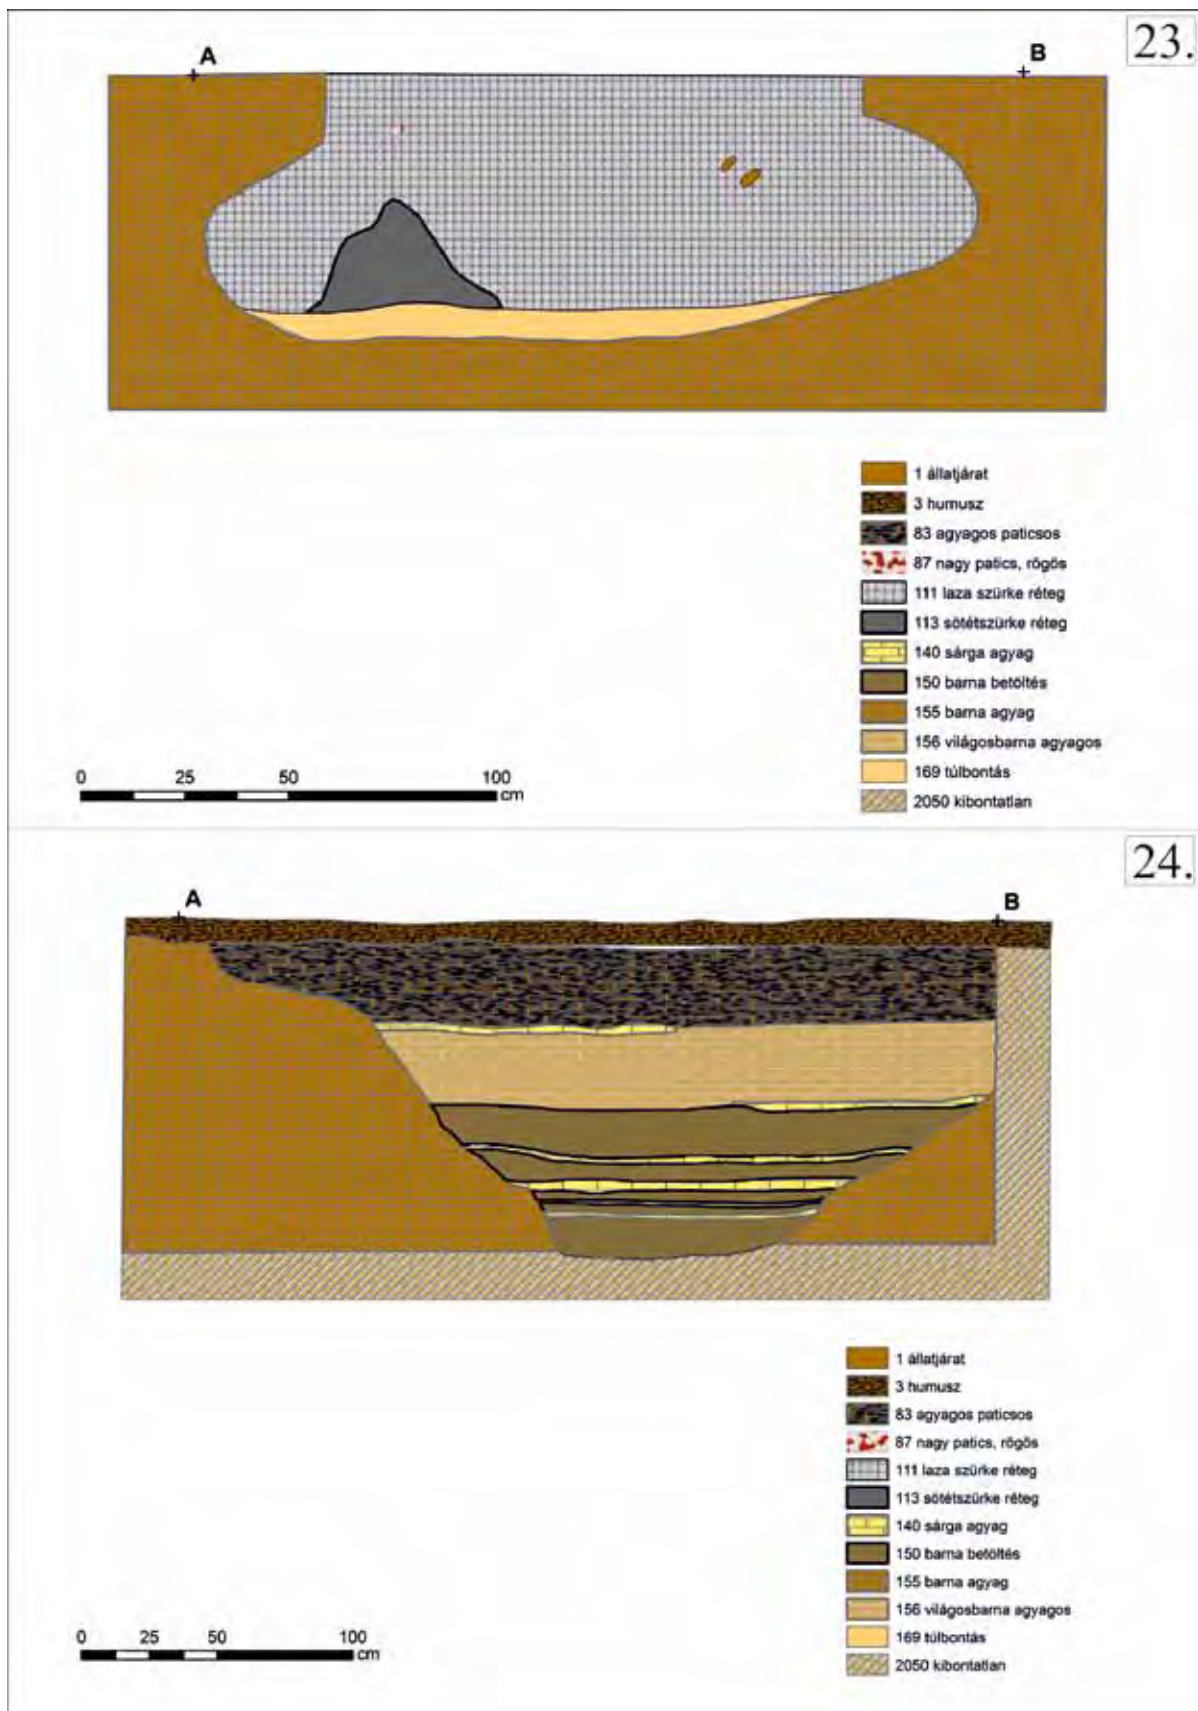 23.
A B
1 állatjárat
3 humusz
83 agyagos paticsos
87 nagy patics, rögös
111 laza szürke réteg
113 sötétszürke réteg
140 sárga agyag
150 barna betöltés
155 barna agyag
156 világosbarna agyagos
169 túlbontás
2050 kibontatlan
0 25 50 100
cm
24.
A B
1 állatjárat
3 humusz
83 agyagos paticsos
87 nagy patics, rögös
111 laza szürke réteg
113 sötétszürke réteg
140 sárga agyag
150 barna betöltés
155 barna agyag
156 világosbarna agyagos
169 túlbontás
2050 kibontatlan
0 25 50 100
cm